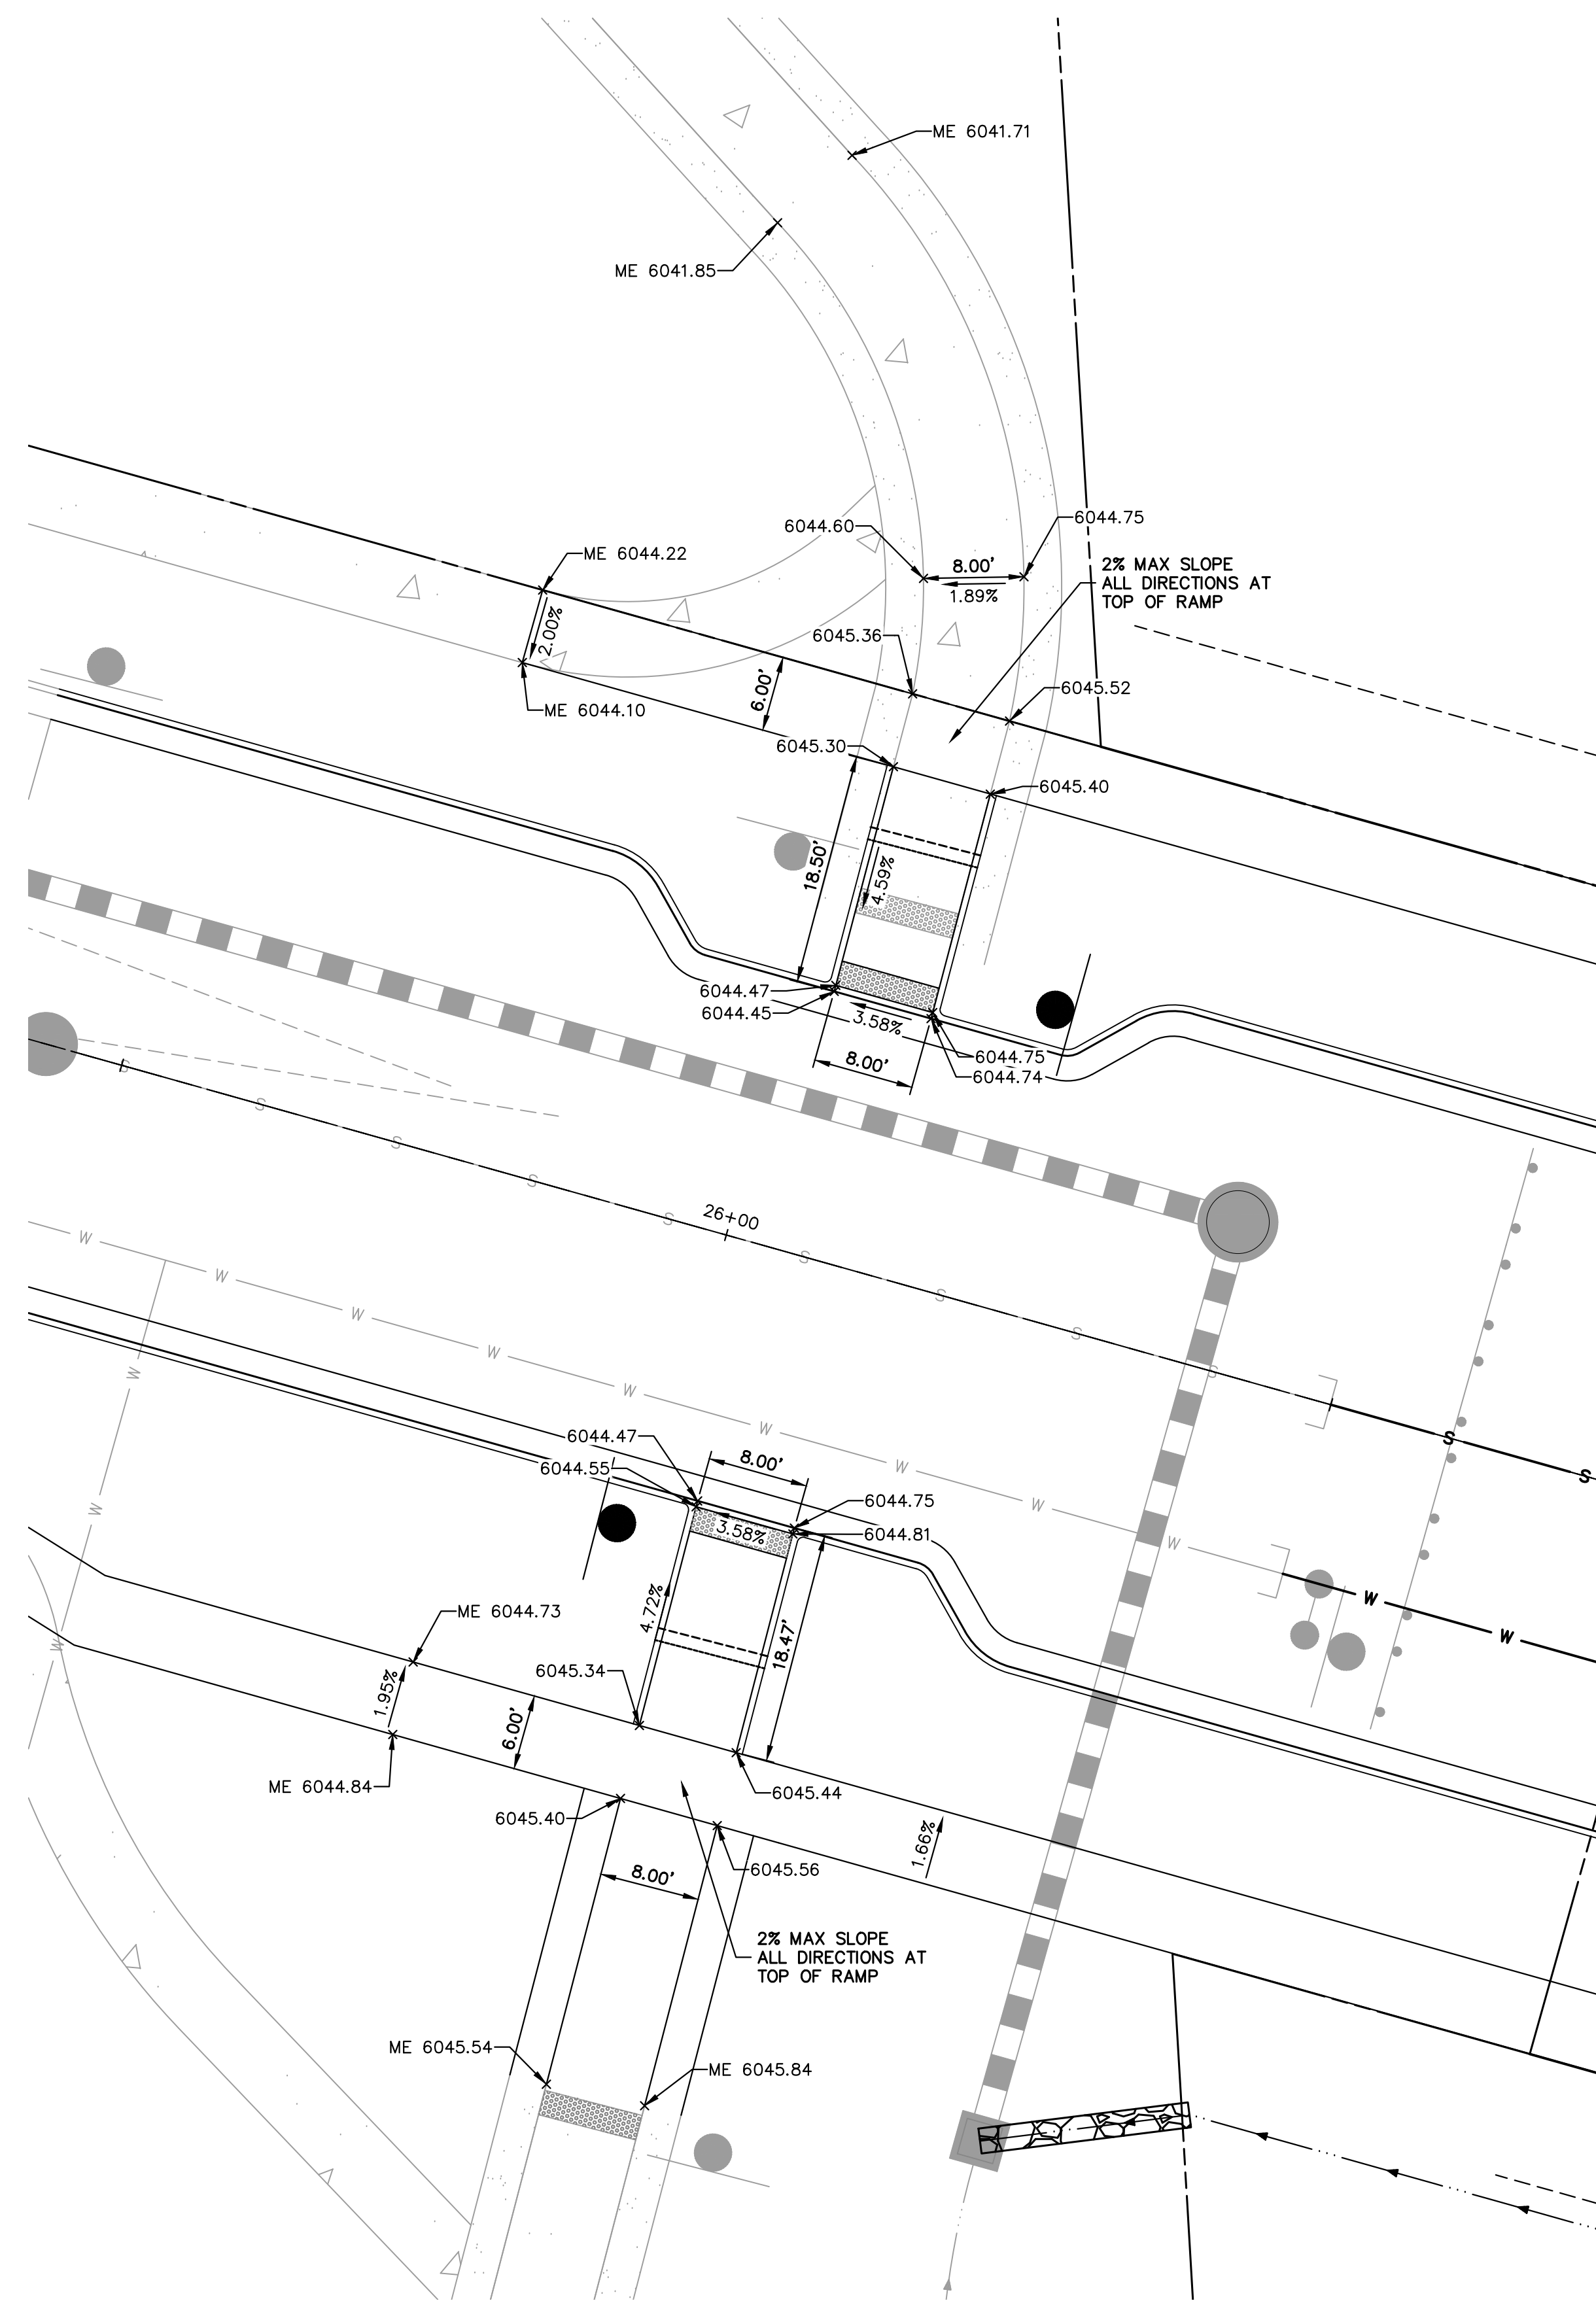 ME 6041.71
ME 6041.85
6044.75
6044.60
ME 6044.22
8.00'
1.89%
2% MAX SLOPE
ALL DIRECTIONS AT
TOP OF RAMP
2.00%
6045.36
6045.52
6.00'
ME 6044.10
6045.30
6045.40
18.50'
4.59%
6044.47
6044.45
3.58%
6044.75
6044.74
8.00'
S
S
S
S
26+00
S
S
S
S
S
W
W
W
W
W
W
W
W
W
W
W
W
S
S
6044.47
8.00'
6044.55
6044.75
3.58%
6044.81
W
W
4.72%
ME 6044.73
18.47'
6045.34
1.95%
6.00'
ME 6044.84
6045.44
6045.40
1.66%
6045.56
8.00'
2% MAX SLOPE
ALL DIRECTIONS AT
TOP OF RAMP
ME 6045.54
ME 6045.84